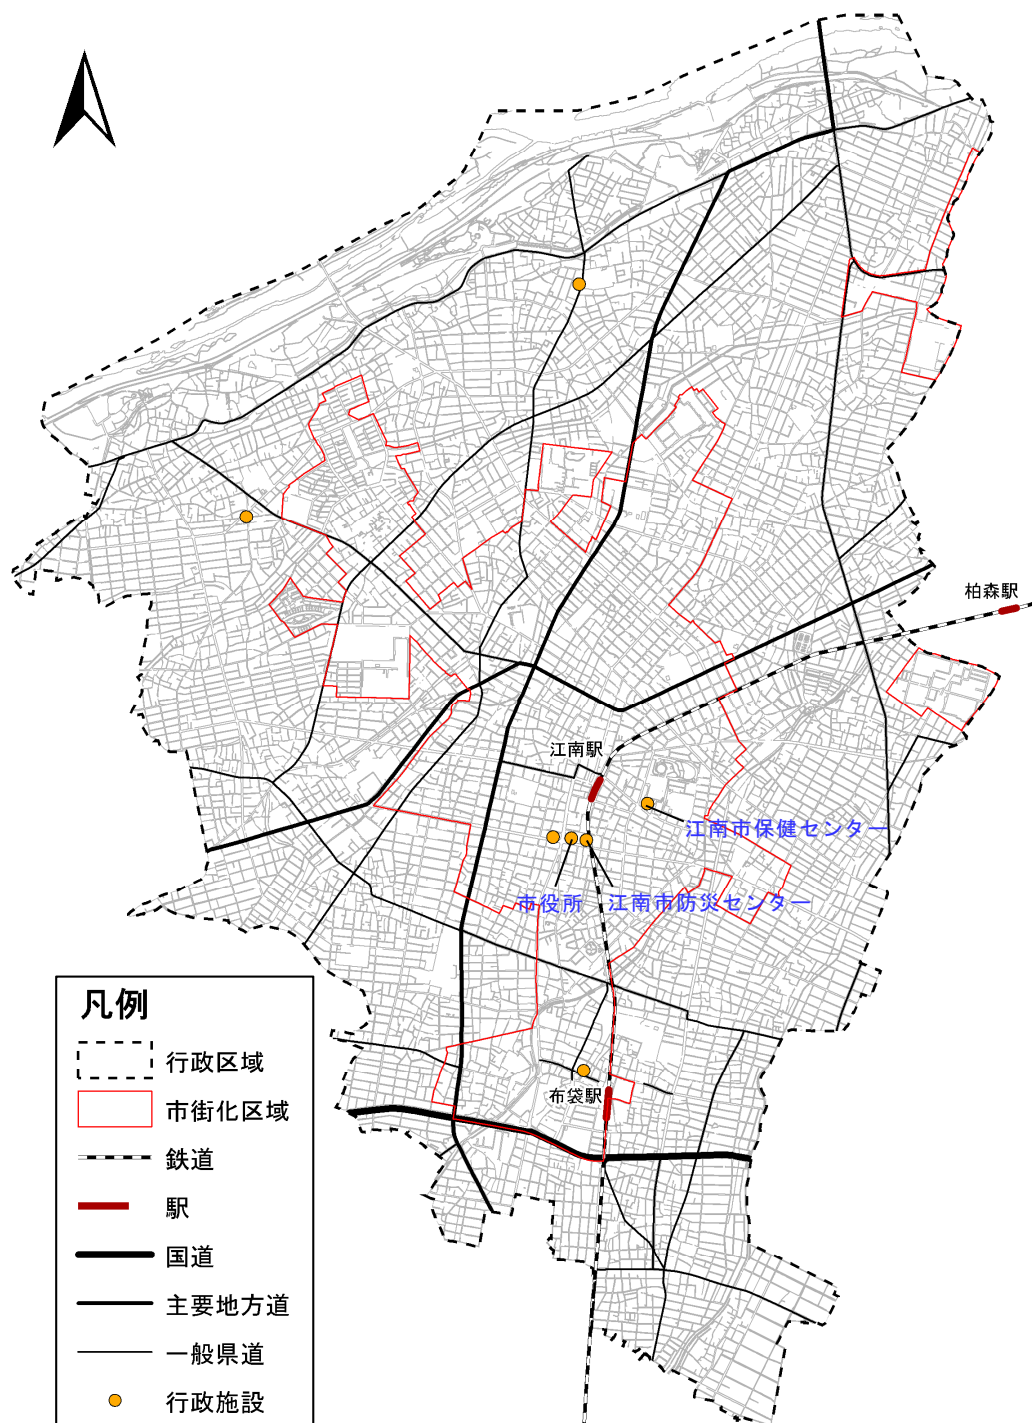 柏森駅
江南駅
江南市保健センター
市役所
江南市防災センター
布袋駅
凡例
行政区域
市街化区域
鉄道
駅
国道
主要地方道
一般県道
行政施設